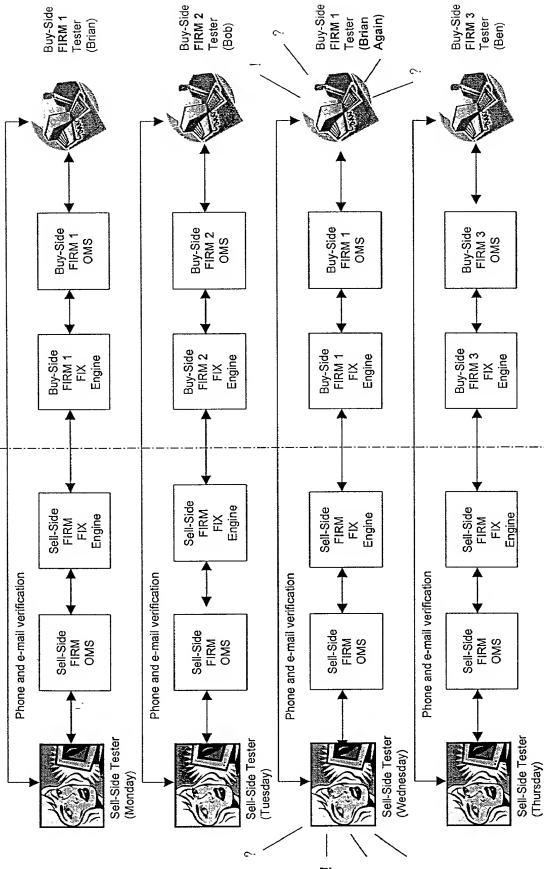 Phone and e-mail verification
Sell-Side Tester
(Monday)
Sell-Side
FIRM
OMS
Sell-Side
FIRM
FIX
Engine
Buy-Side
FIRM 1
FIX
Engine
Buy-Side
FIRM 1
OMS
Buy-Side
FIRM 1
Tester
(Brian)
Phone and e-mail verification
Sell-Side Tester
(Tuesday)
Sell-Side
FIRM
OMS
Sell-Side
FIRM
FIX
Engine
Buy-Side
FIRM 2
FIX
Engine
Buy-Side
FIRM 2
OMS
Buy-Side
FIRM 2
Tester
(Bob)
Phone and e-mail verification
?
!
Sell-Side Tester
(Wednesday)
Sell-Side
FIRM
OMS
Sell-Side
FIRM
FIX
Engine
Buy-Side
FIRM 1
FIX
Engine
Buy-Side
FIRM 1
OMS
!
?
?
Buy-Side
FIRM 1
Tester
(Brian
Again)
Phone and e-mail verification
Sell-Side Tester
(Thursday)
Sell-Side
FIRM
OMS
Sell-Side
FIRM
FIX
Engine
Buy-Side
FIRM 3
FIX
Engine
Buy-Side
FIRM 3
OMS
Buy-Side
FIRM 3
Tester
(Ben)